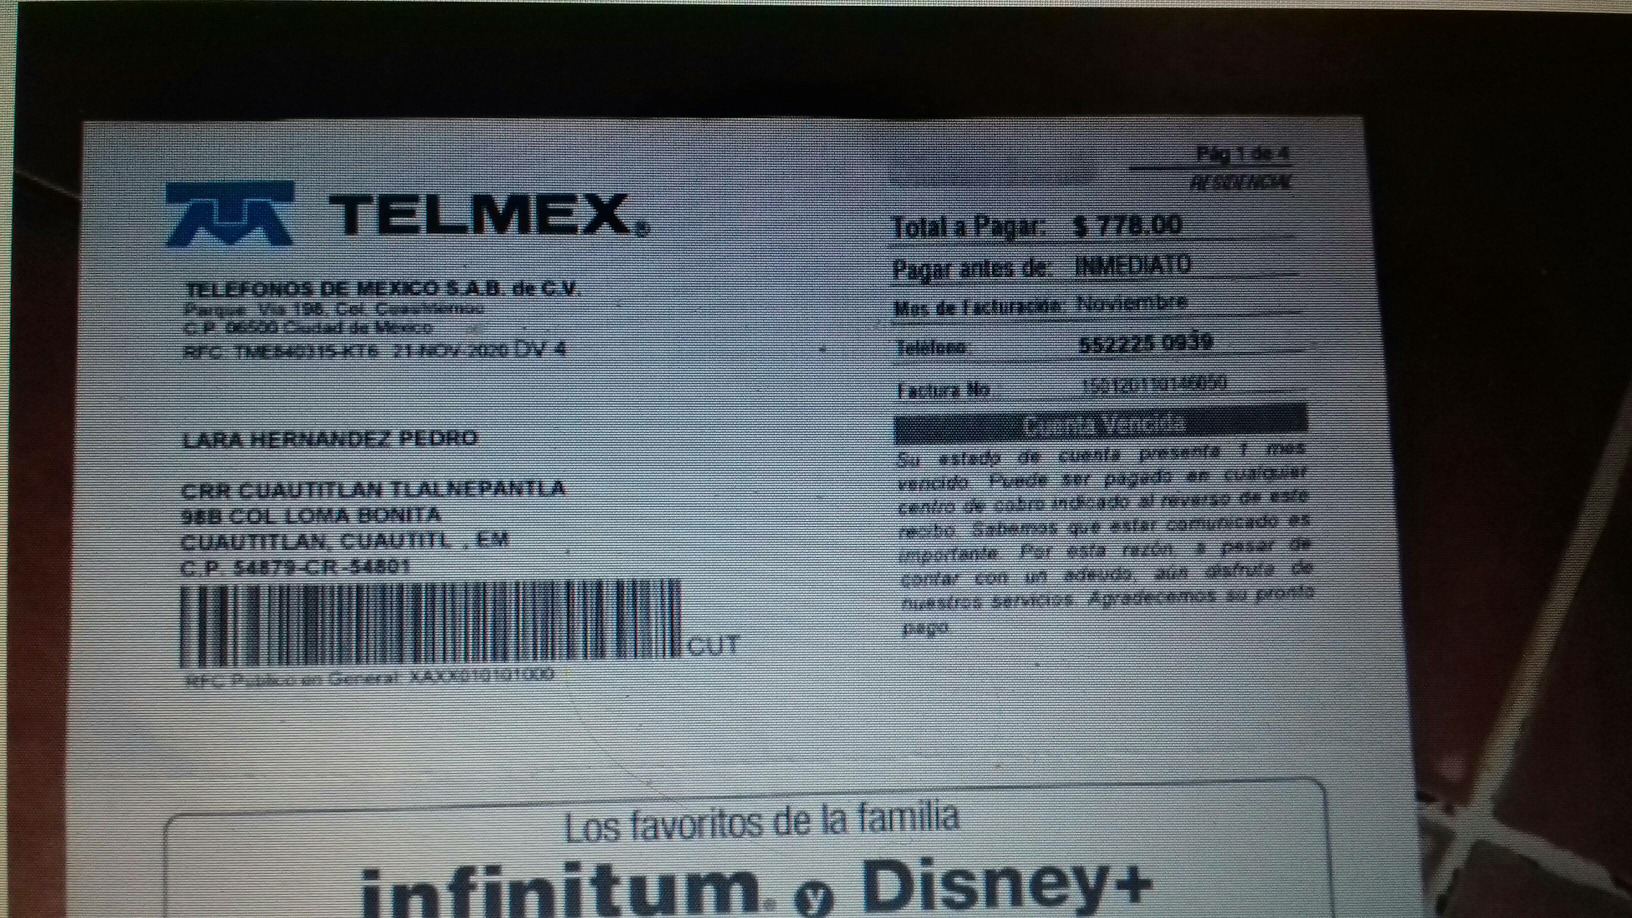 Pág 1 de 4
RESIDENCIAL
TELMEX®
Total a Pagar: $ 778.00
Pagar antes de: INMEDIATO
Mes de Facturación: Noviembre
Teléfono: 552225 0939
Factura No.:
TELEFONOS DE MEXICO S.A.B. de C.V.
Parque Vía 198, Col. Cuauhtémoc
C.P. 06500 Ciudad de México
RFC. TME840315-KT6 21-NOV-2020 DV 4
LARA HERNANDEZ PEDRO
CRR CUAUTITLAN TLALNEPANTLA
98B COL LOMA BONITA
CUAUTITLAN, CUAUTITL , EM
C.P. 54879-CR-54801
CUT
RFC Publico en General: XAXX010101000
Cuenta Vencida
Su estado de cuenta presenta 1 mes
vencido. Puede ser pagado en cualquier
centro de cobro indicado al reverso de este
recibo. Sabemos que estar comunicado es
importante. Por esta razón, a pesar de
contar con un adeudo, aún disfruta de
nuestros servicios. Agradecemos su pronto
pago.
Los favoritos de la familia
infinitum® y Disney+